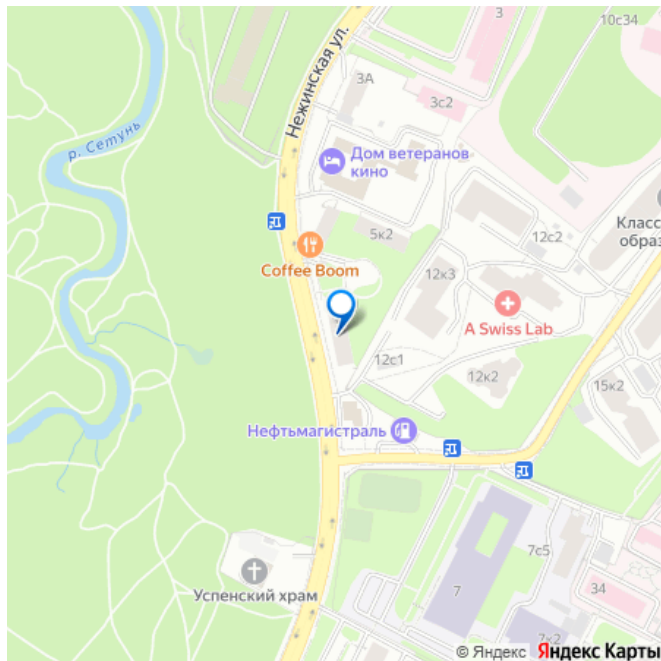 10с34
3
Нежинская ул.
3А
3с2
р. Сетунь
Дом ветеранов
кино
5к2
12с2
Класс
образ
Coffee Boom
12к3
A Swiss Lab
12с1
12к2
15к2
Нефтьмагистраль
7с5
Успенский храм
7
34
7к2
© Яндекс Яндекс Карты